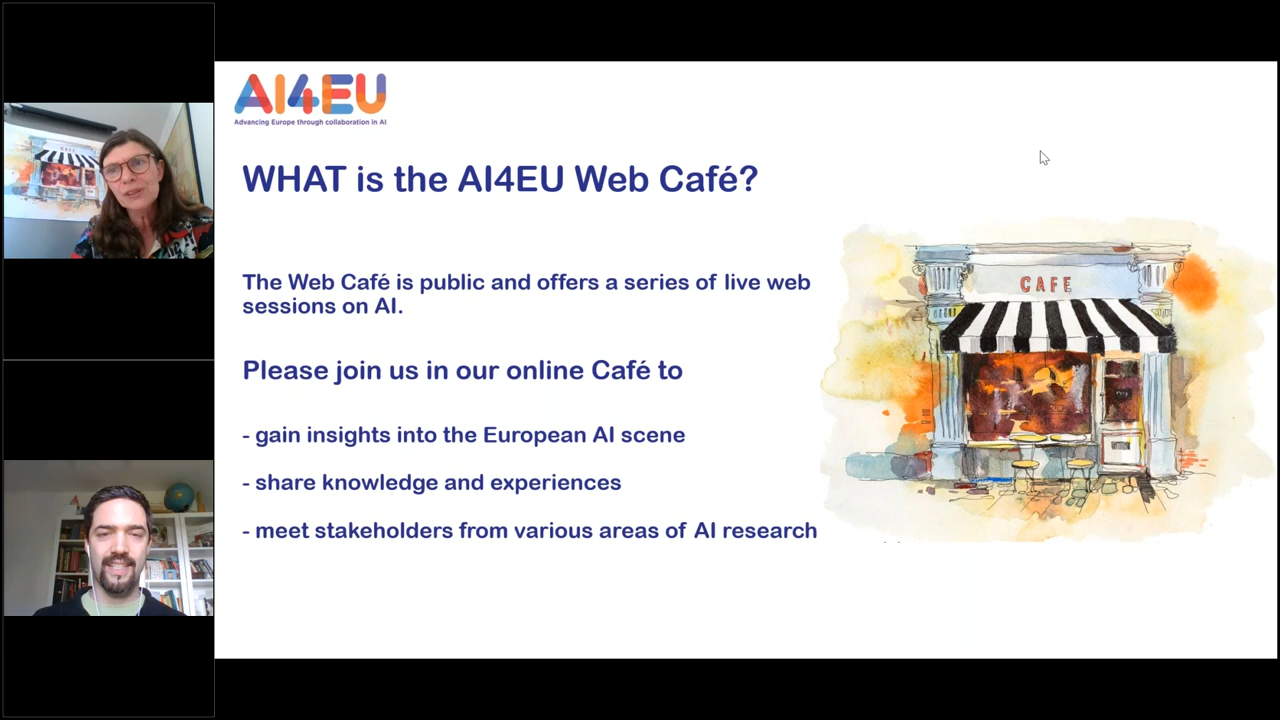 AI4EU
Advancing Europe through collaboration in AI
WHAT is the AI4EU Web Café?
The Web Café is public and offers a series of live web
sessions on AI.
Please join us in our online Café to
- gain insights into the European AI scene
- share knowledge and experiences
- meet stakeholders from various areas of AI research
CAFE
CAFE